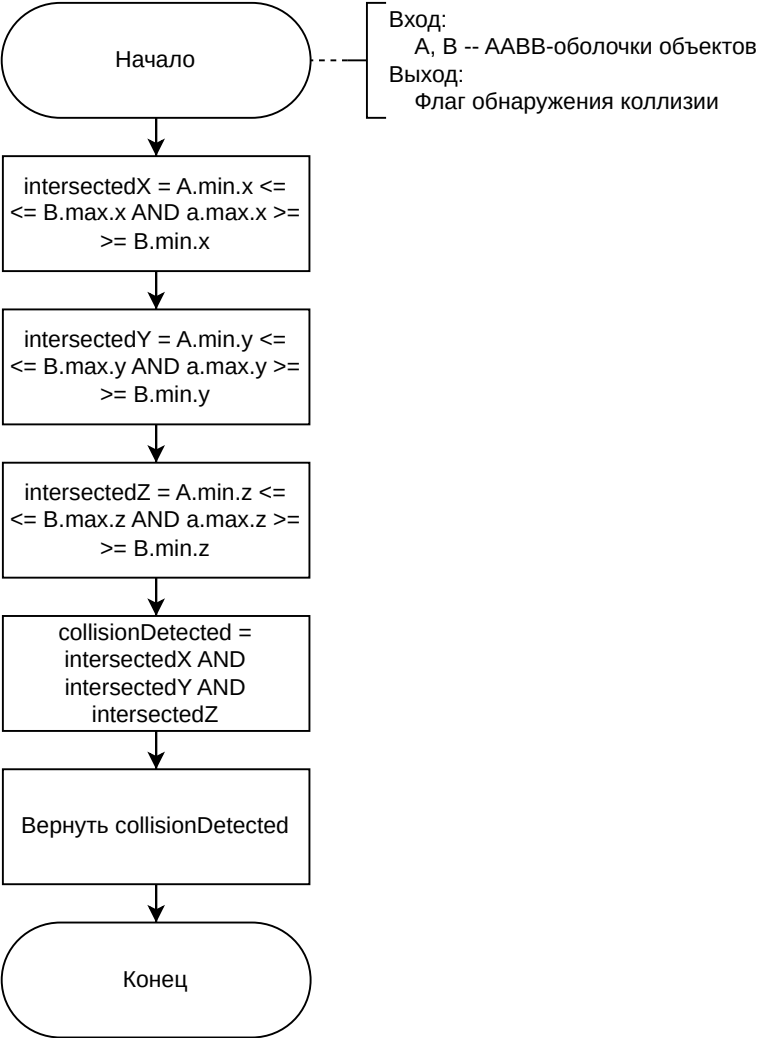 Начало
Вход:
A, B -- AABB-оболочки объектов
Выход:
Флаг обнаружения коллизии
intersectedX = A.min.x <=
<= B.max.x AND a.max.x >=
>= B.min.x
intersectedY = A.min.y <=
<= B.max.y AND a.max.y >=
>= B.min.y
intersectedZ = A.min.z <=
<= B.max.z AND a.max.z >=
>= B.min.z
collisionDetected =
intersectedX AND
intersectedY AND
intersectedZ
Вернуть collisionDetected
Конец